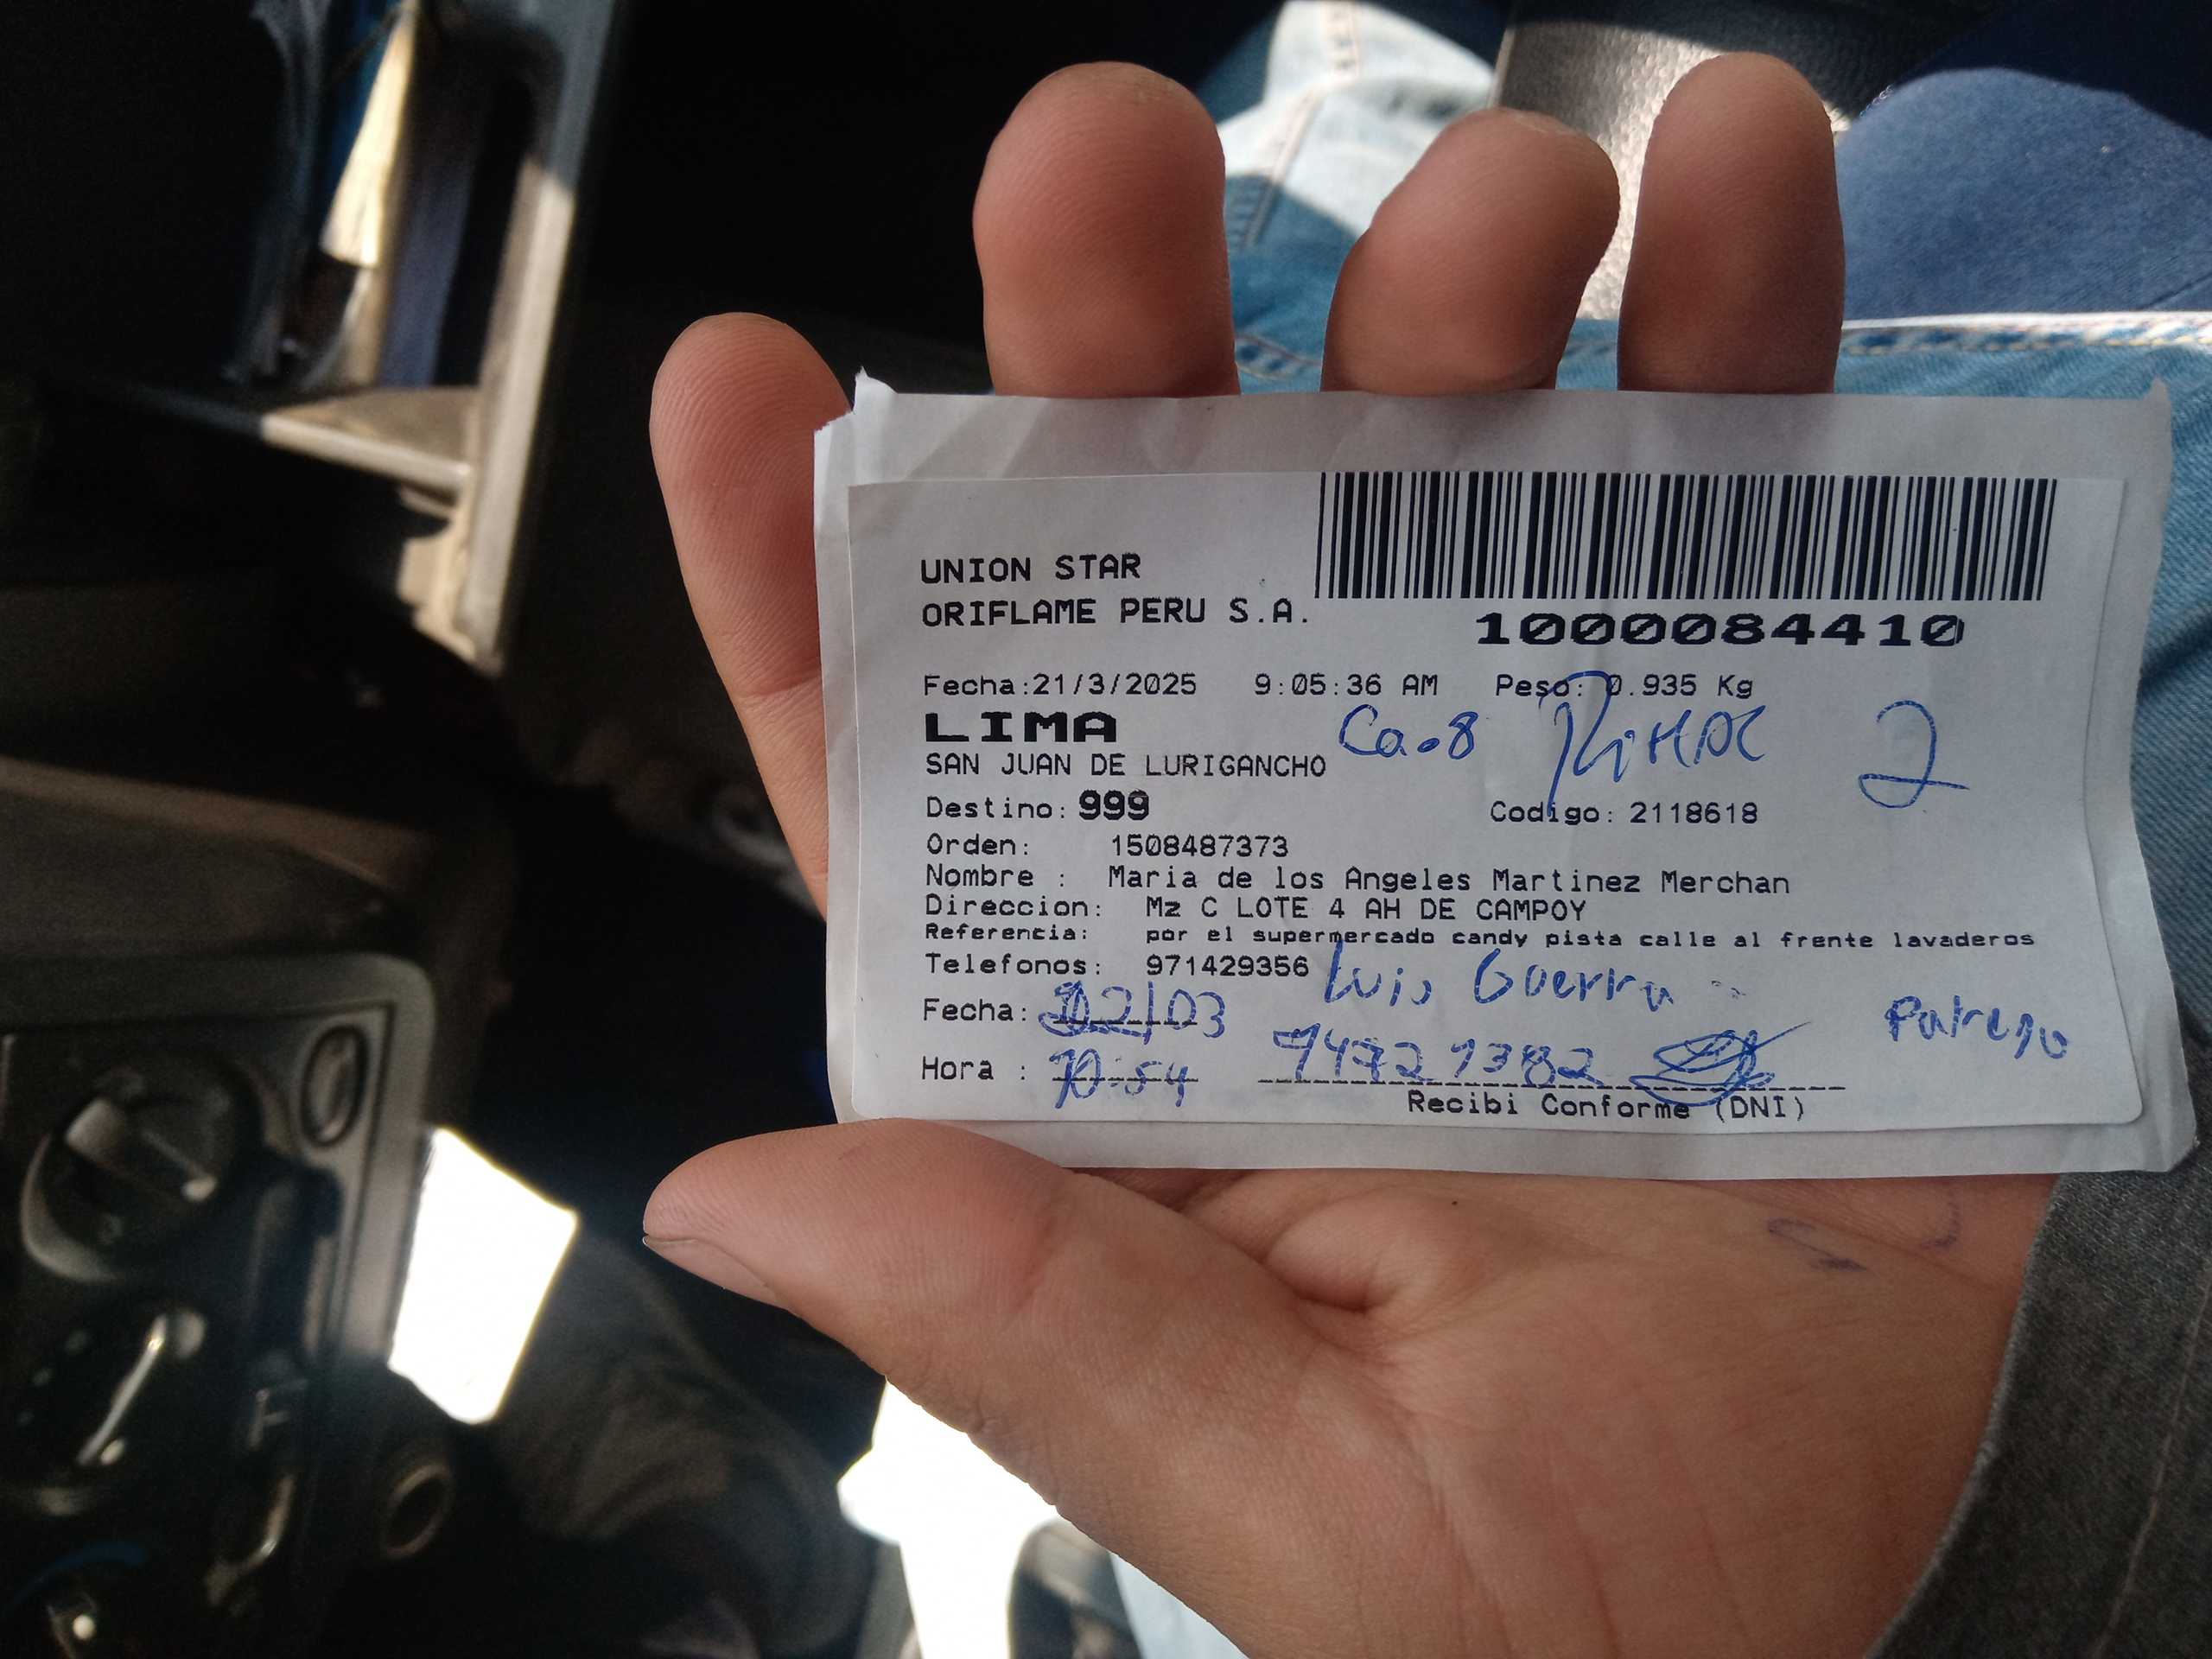 UNION STAR
ORIFLAME PERU S.A.
1000084410
Fecha:21/3/2025 9:05:36 AM Peso: 0.935 Kg
LIMA Ca.8 2
SAN JUAN DE LURIGANCHO
Destino: 999 Codigo: 2118618
Orden: 1508487373
Nombre : Maria de los Angeles Martinez Merchan
Direccion: Mz C LOTE 4 AH DE CAMPOY
Referencia: por el supermercado candy pista calle al frente lavaderos
Telefonos: 971429356 Luis Guerra
Fecha: 22/03
Hora : 10:54
Recibi Conforme (DNI)